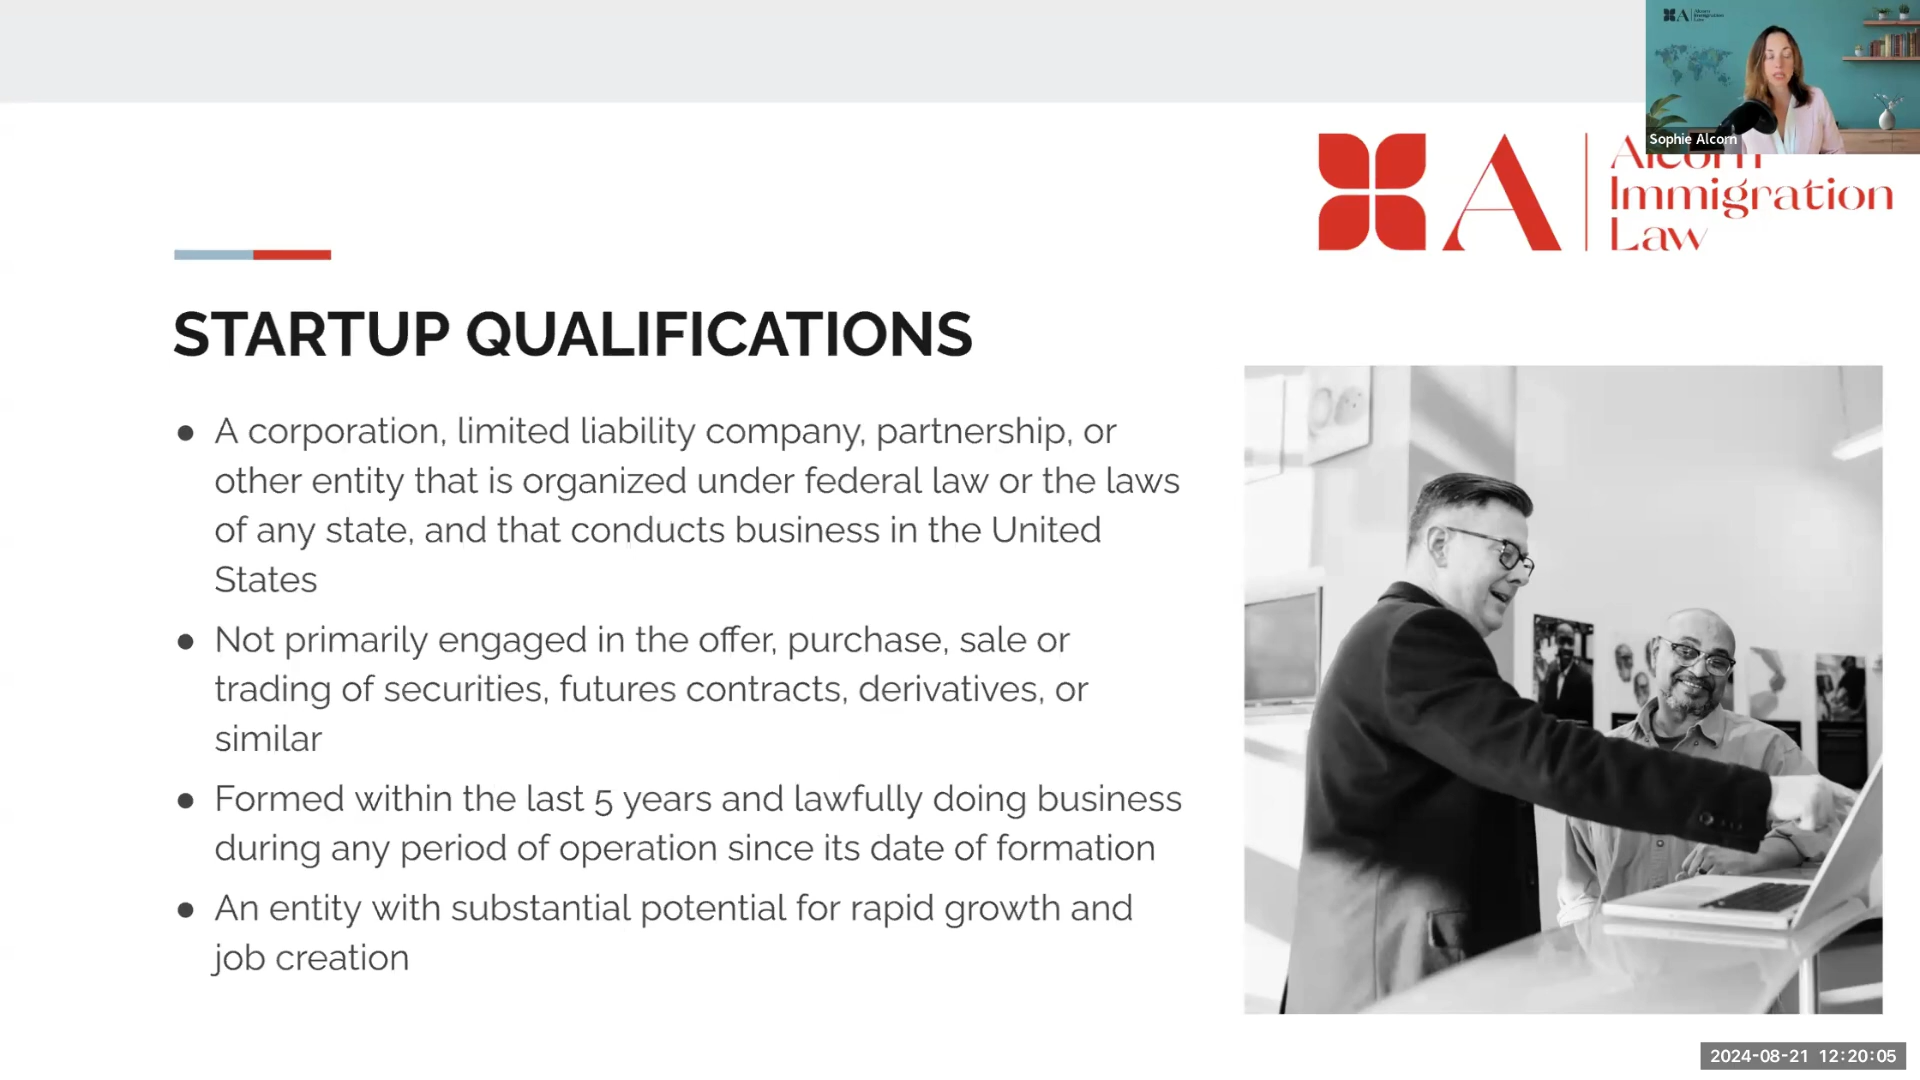 Sophie Alcorn
Alcorn
Immigration
Law
A
STARTUP QUALIFICATIONS
● A corporation, limited liability company, partnership, or
other entity that is organized under federal law or the laws
of any state, and that conducts business in the United
States
● Not primarily engaged in the offer, purchase, sale or
trading of securities, futures contracts, derivatives, or
similar
● Formed within the last 5 years and lawfully doing business
during any period of operation since its date of formation
● An entity with substantial potential for rapid growth and
job creation
2024-08-21 12:20:05